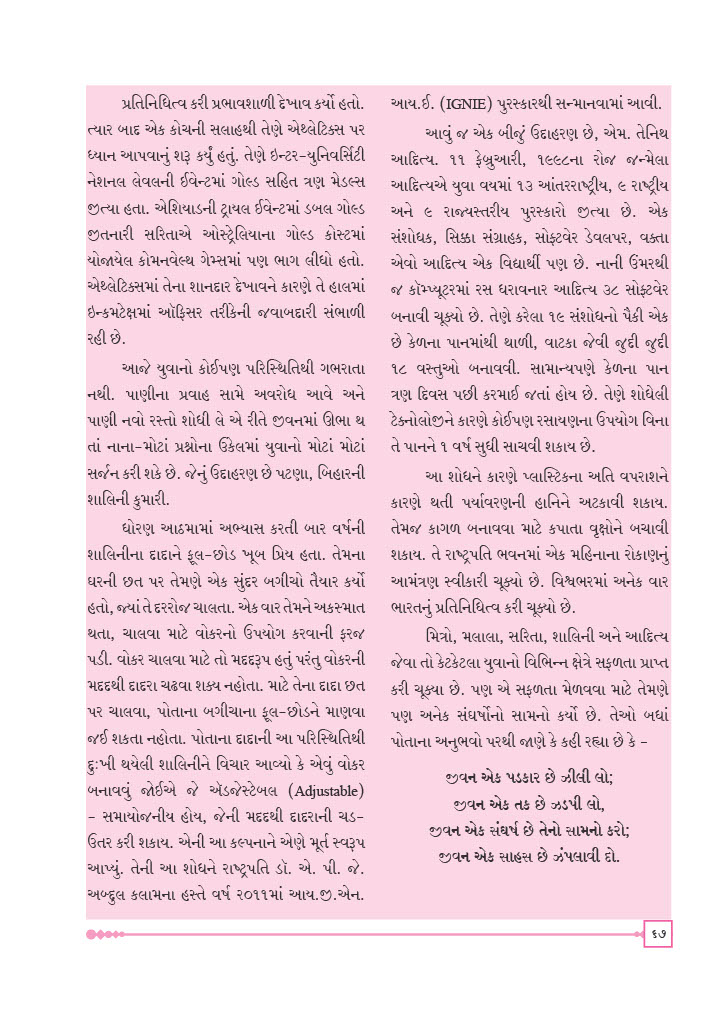 પ્રતિનિધિત્વ કરી પ્રભાવશાળી દેખાવ કર્યો હતો.
ત્યાર બાદ એક કોચની સલાહથી તેણે એથ્લેટિક્સ પર
ધ્યાન આપવાનું શરૂ કર્યું હતું. તેણે ઇન્ટર-યુનિવર્સિટી
નેશનલ લેવલની ઈવેન્ટમાં ગોલ્ડ સહિત ત્રણ મેડલ્સ
જીત્યા હતા. એશિયાડની ટ્રાયલ ઈવેન્ટમાં ડબલ ગોલ્ડ
જીતનારી સરિતાએ ઓસ્ટ્રેલિયાના ગોલ્ડ કોસ્ટમાં
યોજાયેલ કોમનવેલ્થ ગેમ્સમાં પણ ભાગ લીધો હતો.
એથ્લેટિક્સમાં તેના શાનદાર દેખાવને કારણે તે હાલમાં
ઇન્કમટેક્ષમાં ઑફિસર તરીકેની જવાબદારી સંભાળી
રહી છે.
આજે યુવાનો કોઈપણ પરિસ્થિતિથી ગભરાતા
નથી. પાણીના પ્રવાહ સામે અવરોધ આવે અને
પાણી નવો રસ્તો શોધી લે એ રીતે જીવનમાં ઊભા થ
તાં નાના-મોટાં પ્રશ્નોના ઉકેલમાં યુવાનો મોટાં મોટાં
સર્જન કરી શકે છે. જેનું ઉદાહરણ છે પટણા, બિહારની
શાલિની કુમારી.
ધોરણ આઠમામાં અભ્યાસ કરતી બાર વર્ષની
શાલિનીના દાદાને ફૂલ-છોડ ખૂબ પ્રિય હતા. તેમના
ઘરની છત પર તેમણે એક સુંદર બગીચો તૈયાર કર્યો
હતો, જ્યાં તે દરરોજ ચાલતા. એક વાર તેમને અકસ્માત
થતા, ચાલવા માટે વોકરનો ઉપયોગ કરવાની ફરજ
પડી. વોકર ચાલવા માટે તો મદદરૂપ હતું પરંતુ વોકરની
મદદથી દાદરા ચઢવા શક્ય નહોતા. માટે તેના દાદા છત
પર ચાલવા, પોતાના બગીચાના ફૂલ-છોડને માણવા
જઈ શકતા નહોતા. પોતાના દાદાની આ પરિસ્થિતિથી
દુઃખી થયેલી શાલિનીને વિચાર આવ્યો કે એવું વોકર
બનાવવું જોઈએ જે ઍડજેસ્ટેબલ (Adjustable)
- સમાયોજનીય હોય, જેની મદદથી દાદરાની ચડ-
ઉતર કરી શકાય. એની આ કલ્પનાને એણે મૂર્ત સ્વરૂપ
આપ્યું. તેની આ શોધને રાષ્ટ્રપતિ ડૉ. એ. પી. જે.
અબ્દુલ કલામના હસ્તે વર્ષ ૨૦૧૧માં આય.જી.એન.
આય.ઈ. (IGNIE) પુરસ્કારથી સન્માનવામાં આવી.
આવું જ એક બીજું ઉદાહરણ છે, એમ. તેનિથ
આદિત્ય. ૧૧ ફેબ્રુઆરી, ૧૯૯૮ના રોજ જન્મેલા
આદિત્યએ યુવા વયમાં ૧૩ આંતરરાષ્ટ્રીય, ૯ રાષ્ટ્રીય
અને ૯ રાજ્યસ્તરીય પુરસ્કારો જીત્યા છે. એક
સંશોધક, સિક્કા સંગ્રાહક, સોફ્ટવેર ડેવલપર, વક્તા
એવો આદિત્ય એક વિદ્યાર્થી પણ છે. નાની ઉંમરથી
જ કૉમ્પ્યૂટરમાં રસ ધરાવનાર આદિત્ય ૩૮ સોફ્ટવેર
બનાવી ચૂક્યો છે. તેણે કરેલા ૧૯ સંશોધનો પૈકી એક
છે કેળના પાનમાંથી થાળી, વાટકા જેવી જુદી જુદી
૧૮ વસ્તુઓ બનાવવી. સામાન્યપણે કેળના પાન
ત્રણ દિવસ પછી કરમાઈ જતાં હોય છે. તેણે શોધેલી
ટેક્નોલોજીને કારણે કોઈપણ રસાયણના ઉપયોગ વિના
તે પાનને ૧ વર્ષ સુધી સાચવી શકાય છે.
આ શોધને કારણે પ્લાસ્ટિકના અતિ વપરાશને
કારણે થતી પર્યાવરણની હાનિને અટકાવી શકાય.
તેમજ કાગળ બનાવવા માટે કપાતા વૃક્ષોને બચાવી
શકાય. તે રાષ્ટ્રપતિ ભવનમાં એક મહિનાના રોકાણનું
આમંત્રણ સ્વીકારી ચૂક્યો છે. વિશ્વભરમાં અનેક વાર
ભારતનું પ્રતિનિધિત્વ કરી ચૂક્યો છે.
મિત્રો, મલાલા, સરિતા, શાલિની અને આદિત્ય
જેવા તો કેટકેટલા યુવાનો વિભિન્ન ક્ષેત્રે સફળતા પ્રાપ્ત
કરી ચૂક્યા છે. પણ એ સફળતા મેળવવા માટે તેમણે
પણ અનેક સંઘર્ષોનો સામનો કર્યો છે. તેઓ બધાં
પોતાના અનુભવો પરથી જાણે કે કહી રહ્યા છે કે -
જીવન એક પડકાર છે ઝીલી લો;
જીવન એક તક છે ઝડપી લો,
જીવન એક સંઘર્ષ છે તેનો સામનો કરો;
જીવન એક સાહસ છે ઝંપલાવી દો.
૬૭